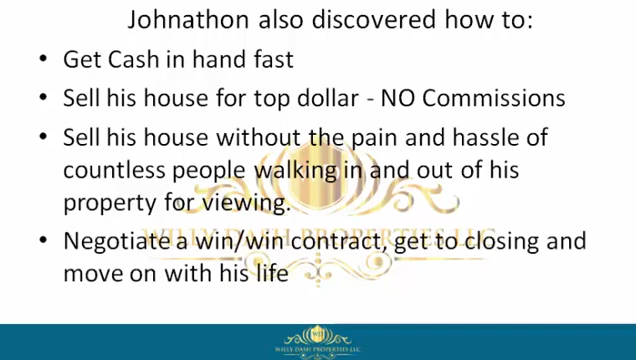 Johnathon also discovered how to:
• Get Cash in hand fast
• Sell his house for top dollar - NO Commissions
• Sell his house without the pain and hassle of
countless people walking in and out of his
property for viewing.
• Negotiate a win/win contract, get to closing and
move on with his life
WILLY DASH PROPERTIES LLC
WILLY DASH PROPERTIES LLC